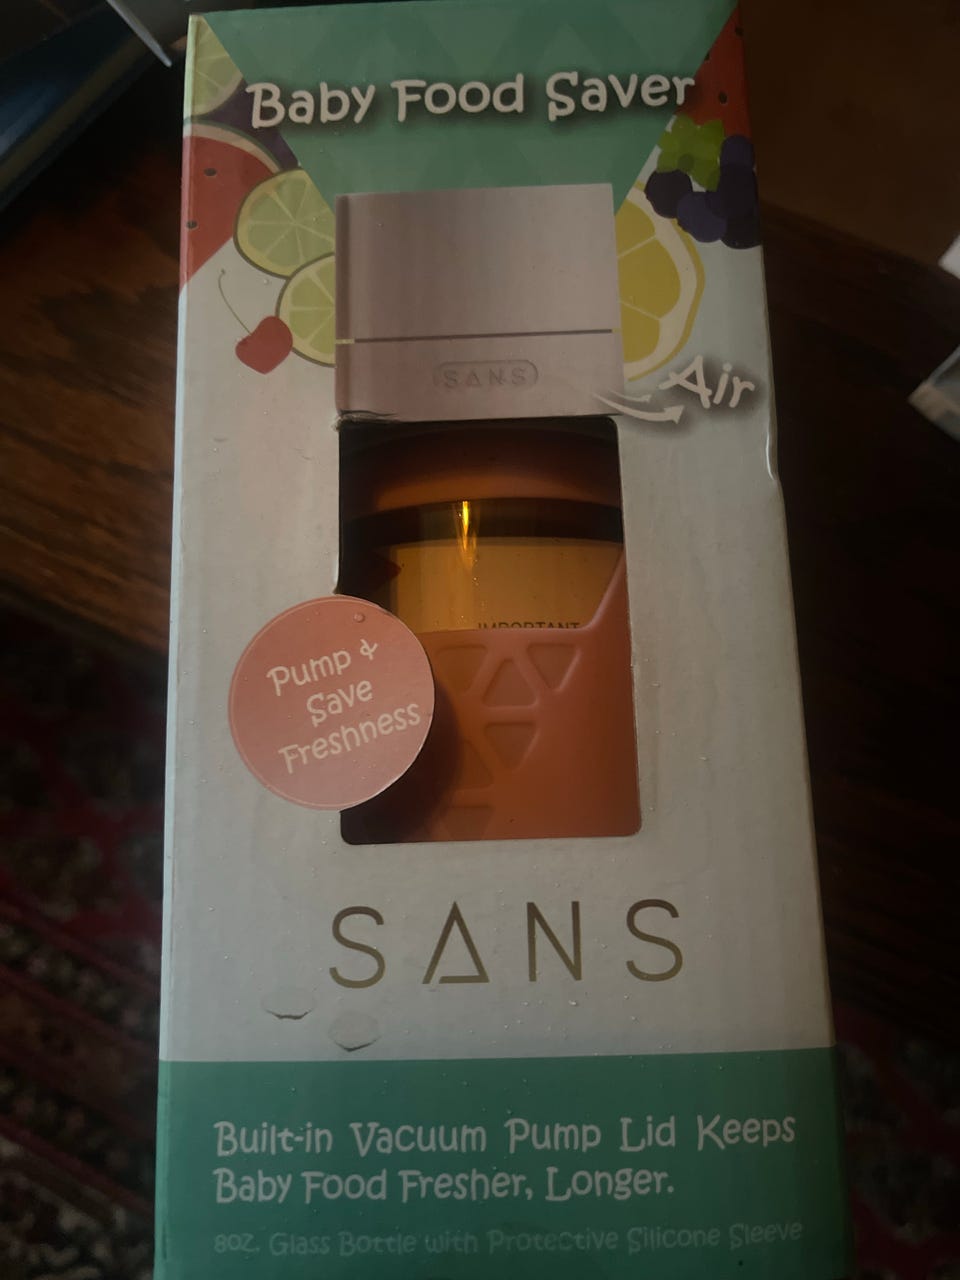 Baby Food Saver
SANS
Air
IMPORTANT
Pump &
Save
Freshness
SANS
Built-in Vacuum Pump Lid Keeps
Baby Food Fresher, Longer.
8oz. Glass Bottle with Protective Silicone Sleeve